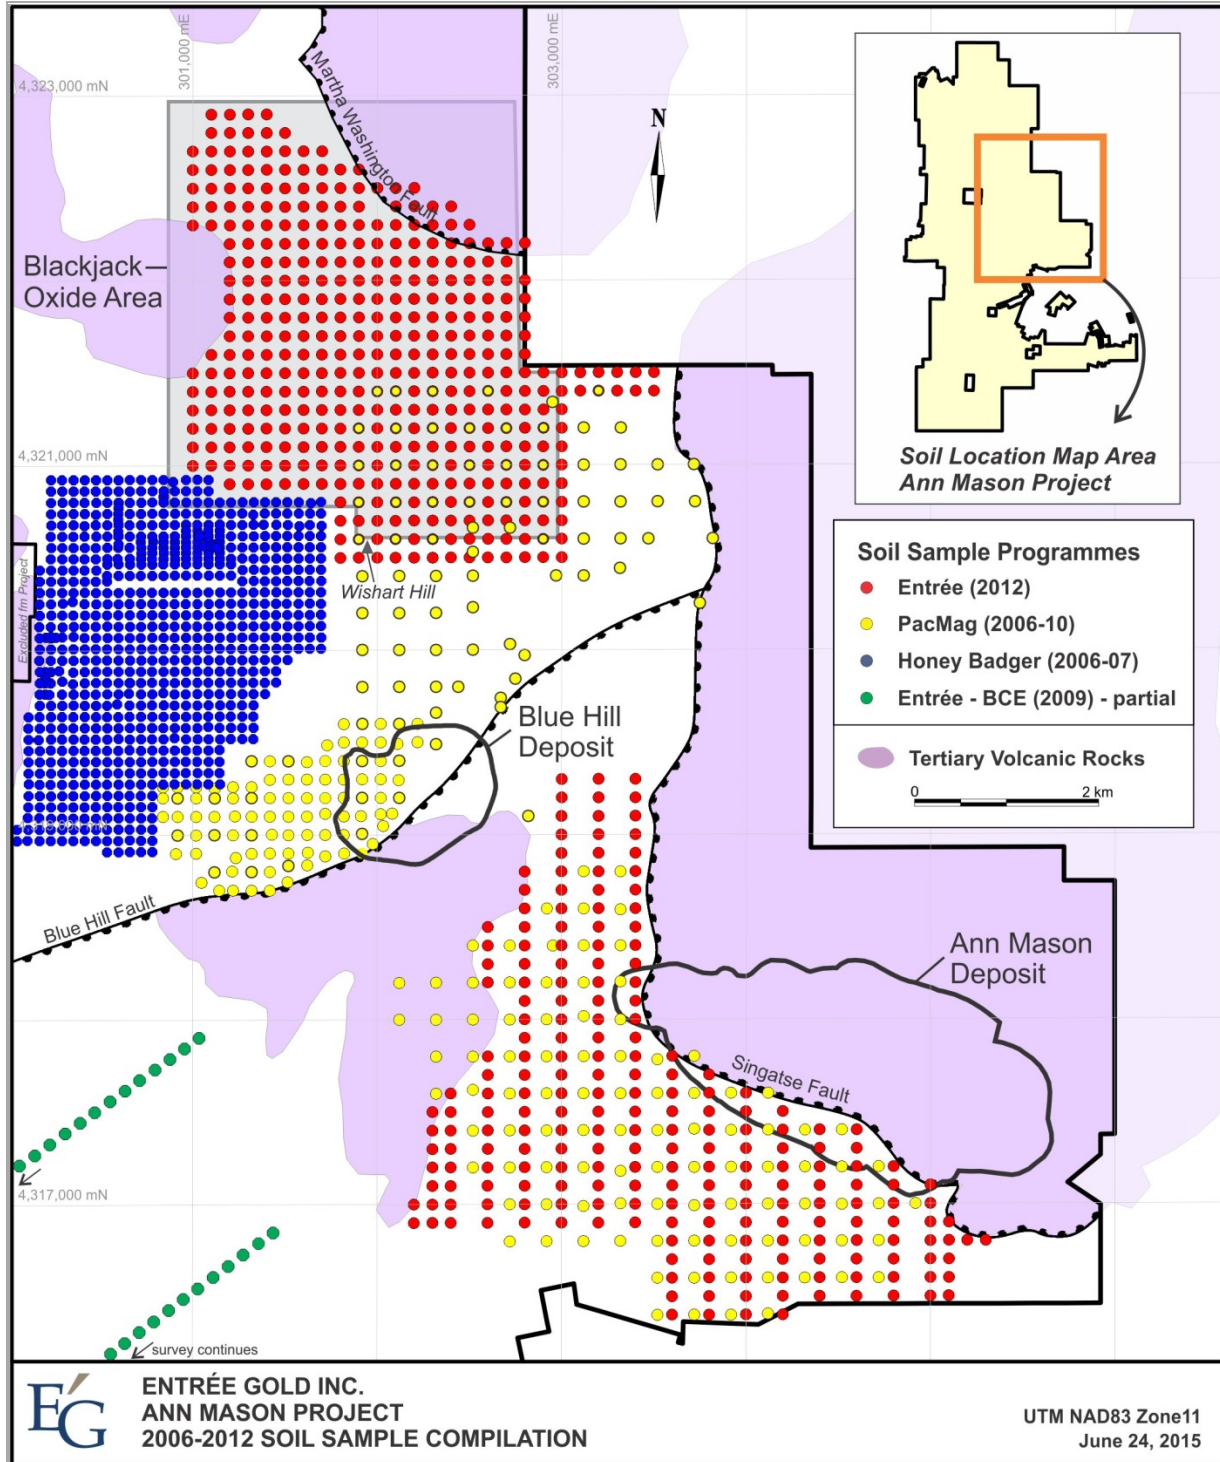 301,000 mE
303,000 mE
4,323,000 mN
Martha Washington Fault
N
Blackjack
Oxide Area
Soil Location Map Area
Ann Mason Project
4,321,000 mN
Soil Sample Programmes
Entrée (2012)
PacMag (2006-10)
Honey Badger (2006-07)
Entrée - BCE (2009) - partial
Tertiary Volcanic Rocks
0 2 km
Wishart Hill
Excluded fm Project
Blue Hill
Deposit
Blue Hill Fault
Ann Mason
Deposit
Singatse Fault
4,317,000 mN
survey continues
EG
ENTRÉE GOLD INC.
ANN MASON PROJECT
2006-2012 SOIL SAMPLE COMPILATION
UTM NAD83 Zone11
June 24, 2015